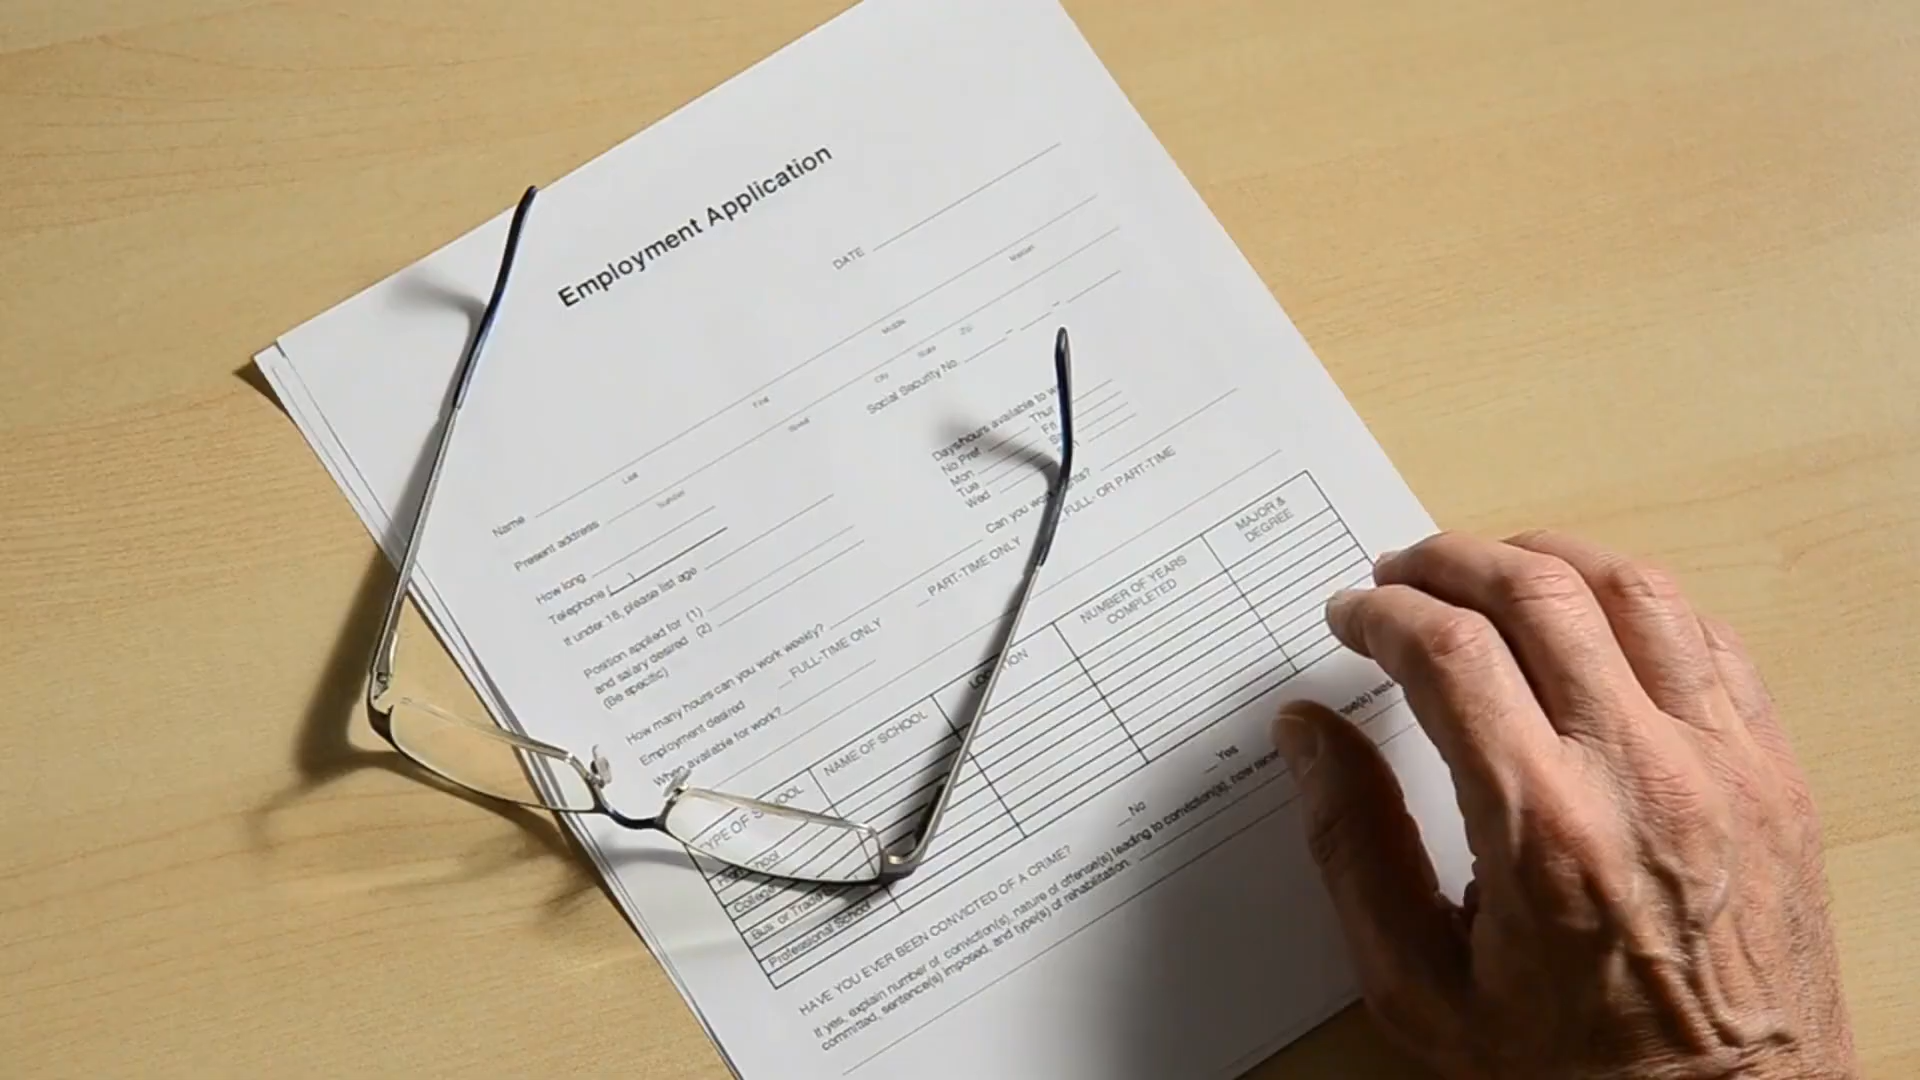 Employment Application
DATE
Name
Last First Middle Maiden
Present address
Number Street City State Zip
How long
Social Security No.
Telephone ( )
If under 18, please list age
Position applied for (1)
and salary desired (2)
(Be specific)
Days/hours available to
No Pref Thur
Mon Fri
Tue
Wed
How many hours can you work weekly?
Can you
Employment desired _ FULL-TIME ONLY _ PART-TIME ONLY _ FULL- OR PART-TIME
When available for work?
TYPE OF SCHOOL NAME OF SCHOOL LOCATION NUMBER OF YEARS COMPLETED MAJOR & DEGREE
High School
College
Bus. or Trade
Professional School
HAVE YOU EVER BEEN CONVICTED OF A CRIME? _ No _ Yes
If yes, explain number of conviction(s), nature of offense(s) leading to conviction(s), how
committed, sentence(s) imposed, and type(s) of rehabilitation.